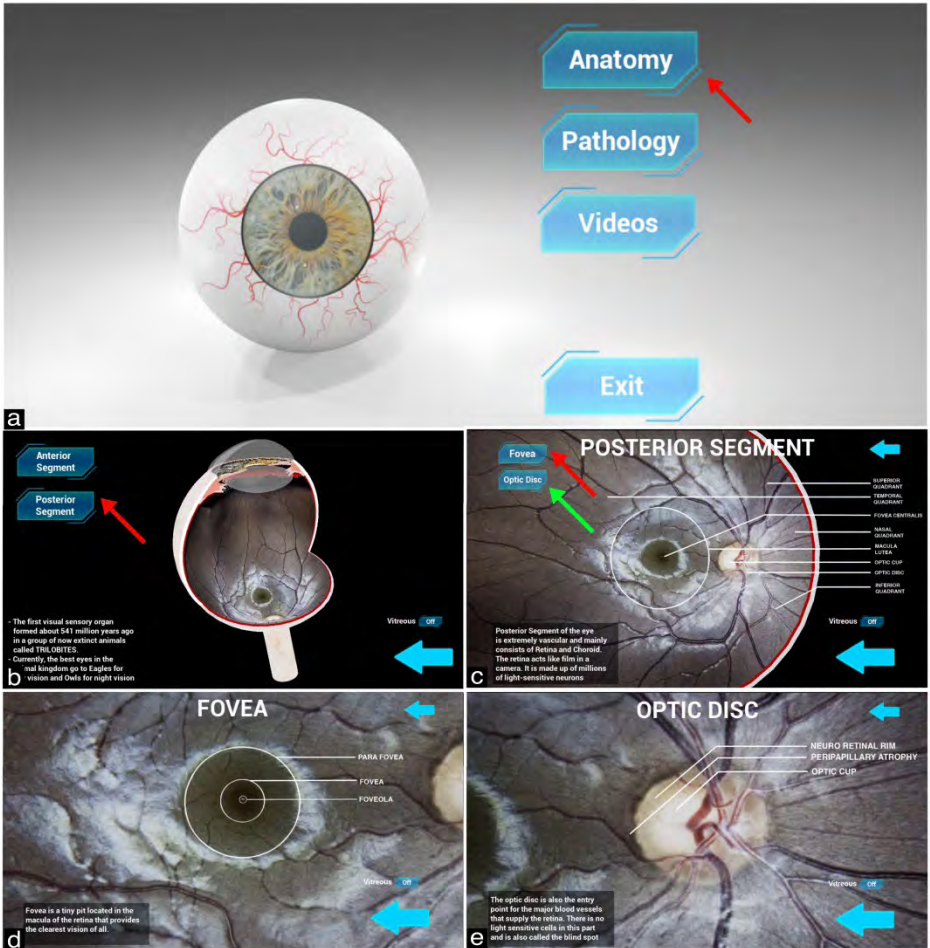 Anatomy
Pathology
Videos
Exit
a
Anterior
Segment
Posterior
Segment
- The first visual sensory organ
formed about 541 million years ago
in a group of now extinct animals
called TRILOBITES.
- Currently, the best eyes in the
mal kingdom go to Eagles for
vision and Owls for night vision
Vitreous Off
b
POSTERIOR SEGMENT
Fovea
Optic Disc
SUPERIOR
QUADRANT
TEMPORAL
QUADRANT
FOVEA CENTRALIS
NASAL
QUADRANT
MACULA
LUTEA
OPTIC CUP
OPTIC DISC
INFERIOR
QUADRANT
Vitreous Off
Posterior Segment of the eye
is extremely vascular and mainly
consists of Retina and Choroid.
The retina acts like film in a
camera. It is made up of millions
of light-sensitive neurons
c
FOVEA
PARA FOVEA
FOVEA
FOVEOLA
Vitreous Off
Fovea is a tiny pit located in the
macula of the retina that provides
the clearest vision of all.
d
OPTIC DISC
NEURO RETINAL RIM
PERIPAPILLARY ATROPHY
OPTIC CUP
Vitreous Off
The optic disc is also the entry
point for the major blood vessels
that supply the retina. There is no
light sensitive cells in this part
and is also called the blind spot
e